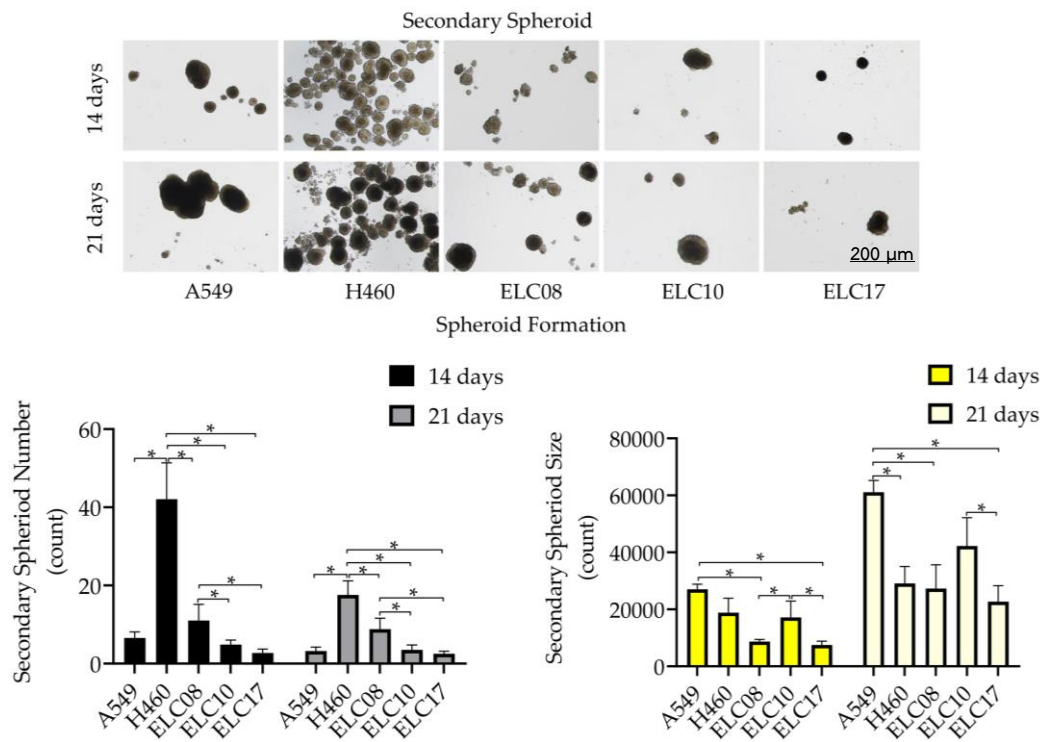 Secondary Spheroid
14 days
21 days
200 µm
A549 H460 ELC08 ELC10 ELC17
Spheroid Formation
14 days
21 days
Secondary Spheriod Number
(count)
60
40
20
0
* * * * * *
* * * * * *
A549 H460 ELC08 ELC10 ELC17 A549 H460 ELC08 ELC10 ELC17
14 days
21 days
Secondary Spheriod Size
(count)
80000
60000
40000
20000
0
* * * *
* * * *
A549 H460 ELC08 ELC10 ELC17 A549 H460 ELC08 ELC10 ELC17